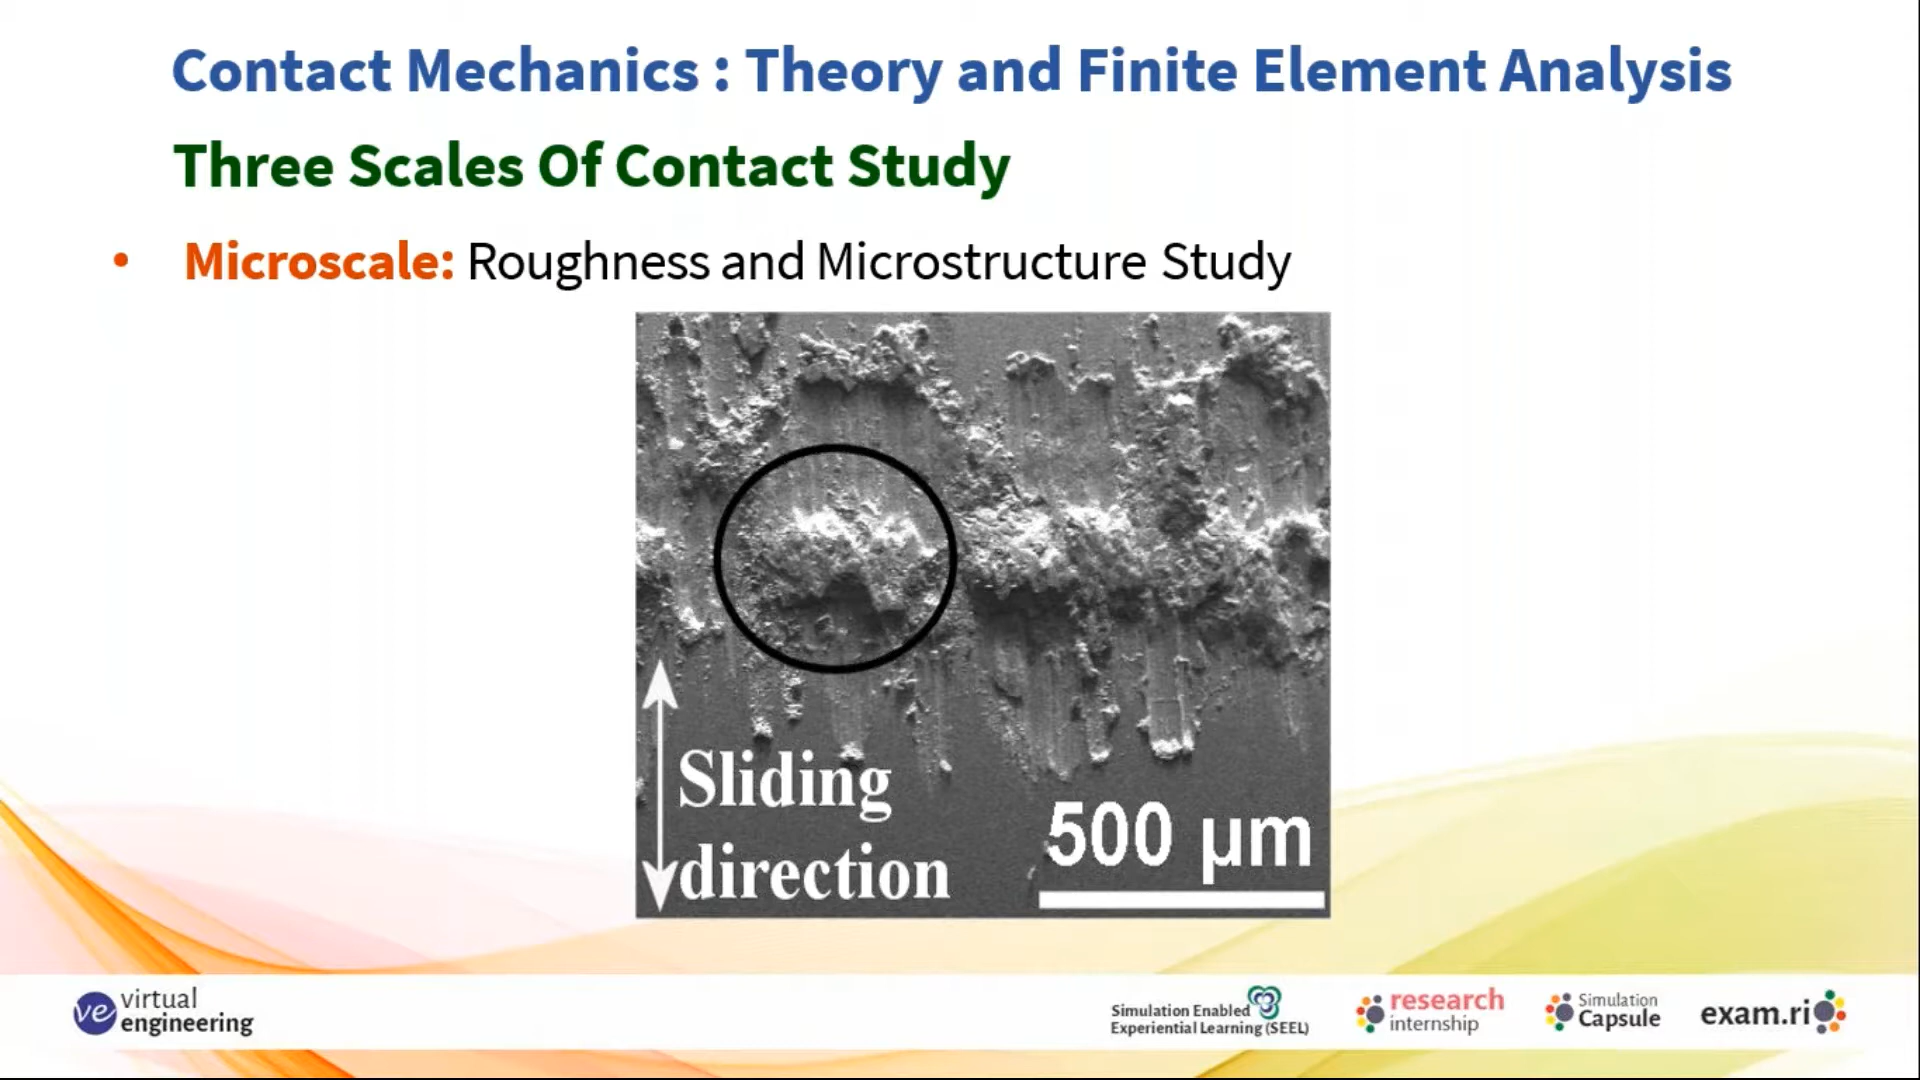 Contact Mechanics : Theory and Finite Element Analysis
Three Scales Of Contact Study
• Microscale: Roughness and Microstructure Study
Sliding
direction
500 µm
ve virtual
engineering
Simulation Enabled
Experiential Learning (SEEL)
research
internship
Simulation
Capsule
exam.ri